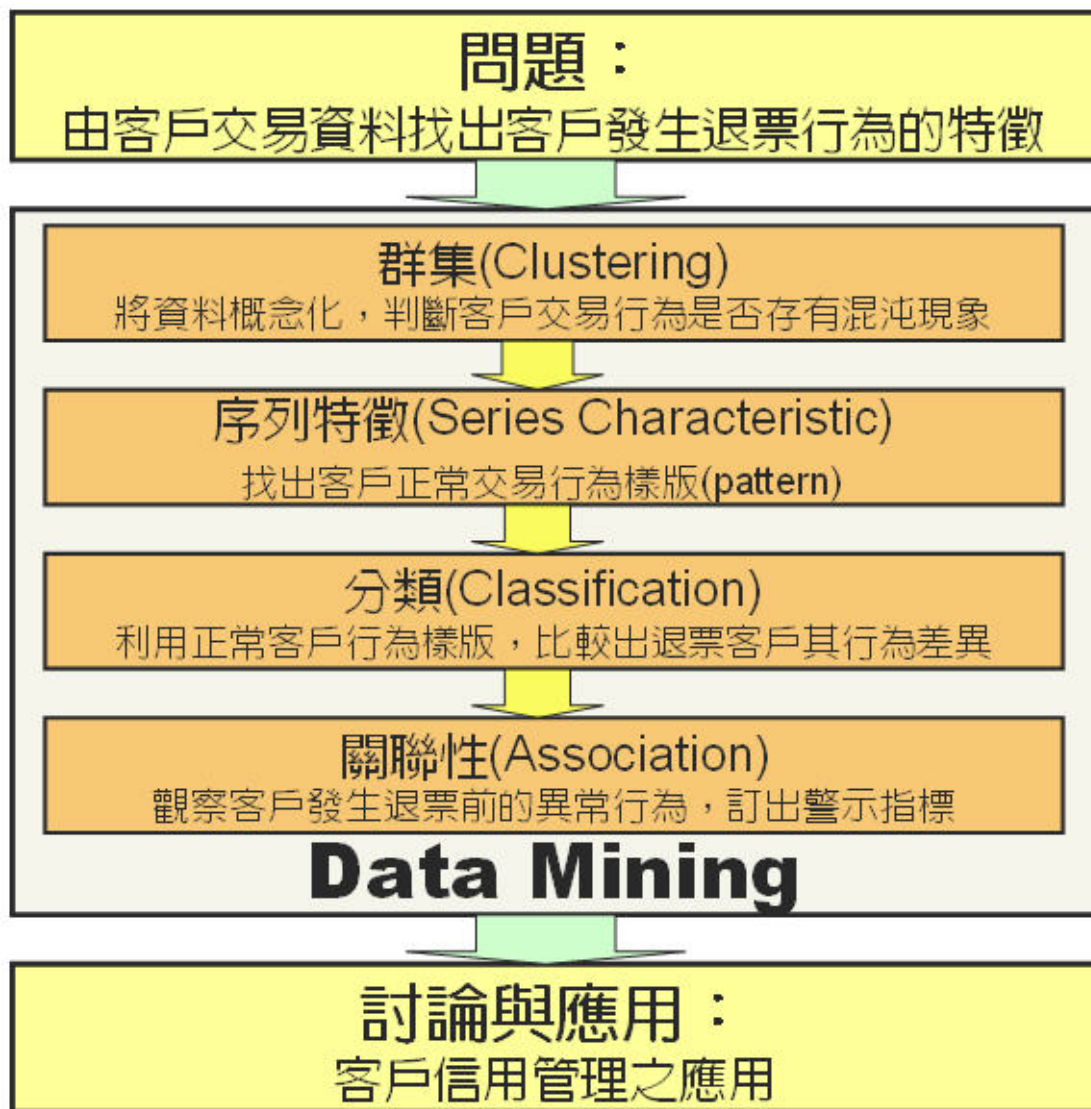 問題：
由客戶交易資料找出客戶發生退票行為的特徵
群集(Clustering)
將資料概念化，判斷客戶交易行為是否存有混沌現象
序列特徵(Series Characteristic)
找出客戶正常交易行為樣版(pattern)
分類(Classification)
利用正常客戶行為樣版，比較出退票客戶其行為差異
關聯性(Association)
觀察客戶發生退票前的異常行為，訂出警示指標
Data Mining
討論與應用：
客戶信用管理之應用